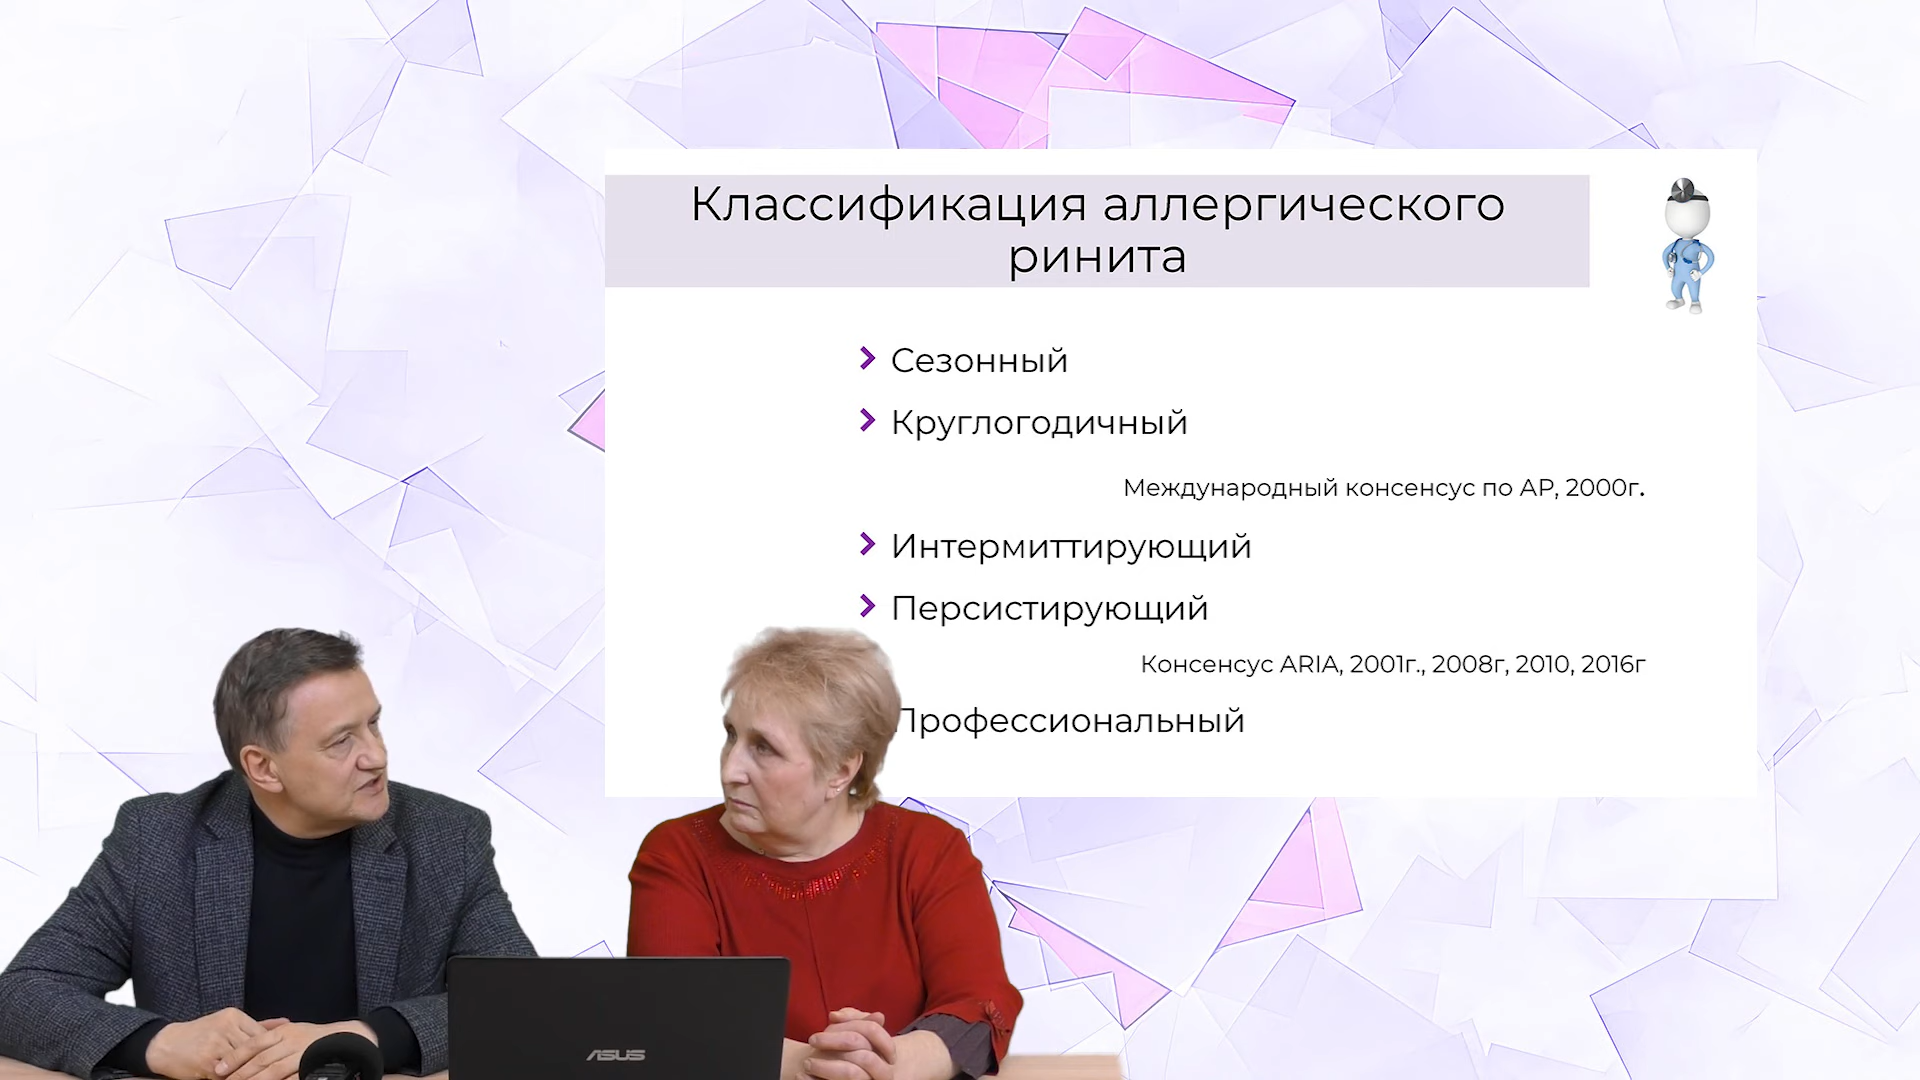 Классификация аллергического
ринита
Сезонный
Круглогодичный
Международный консенсус по АР, 2000г.
Интермиттирующий
Персистирующий
Консенсус ARIA, 2001г., 2008г, 2010, 2016г
Профессиональный
ASUS